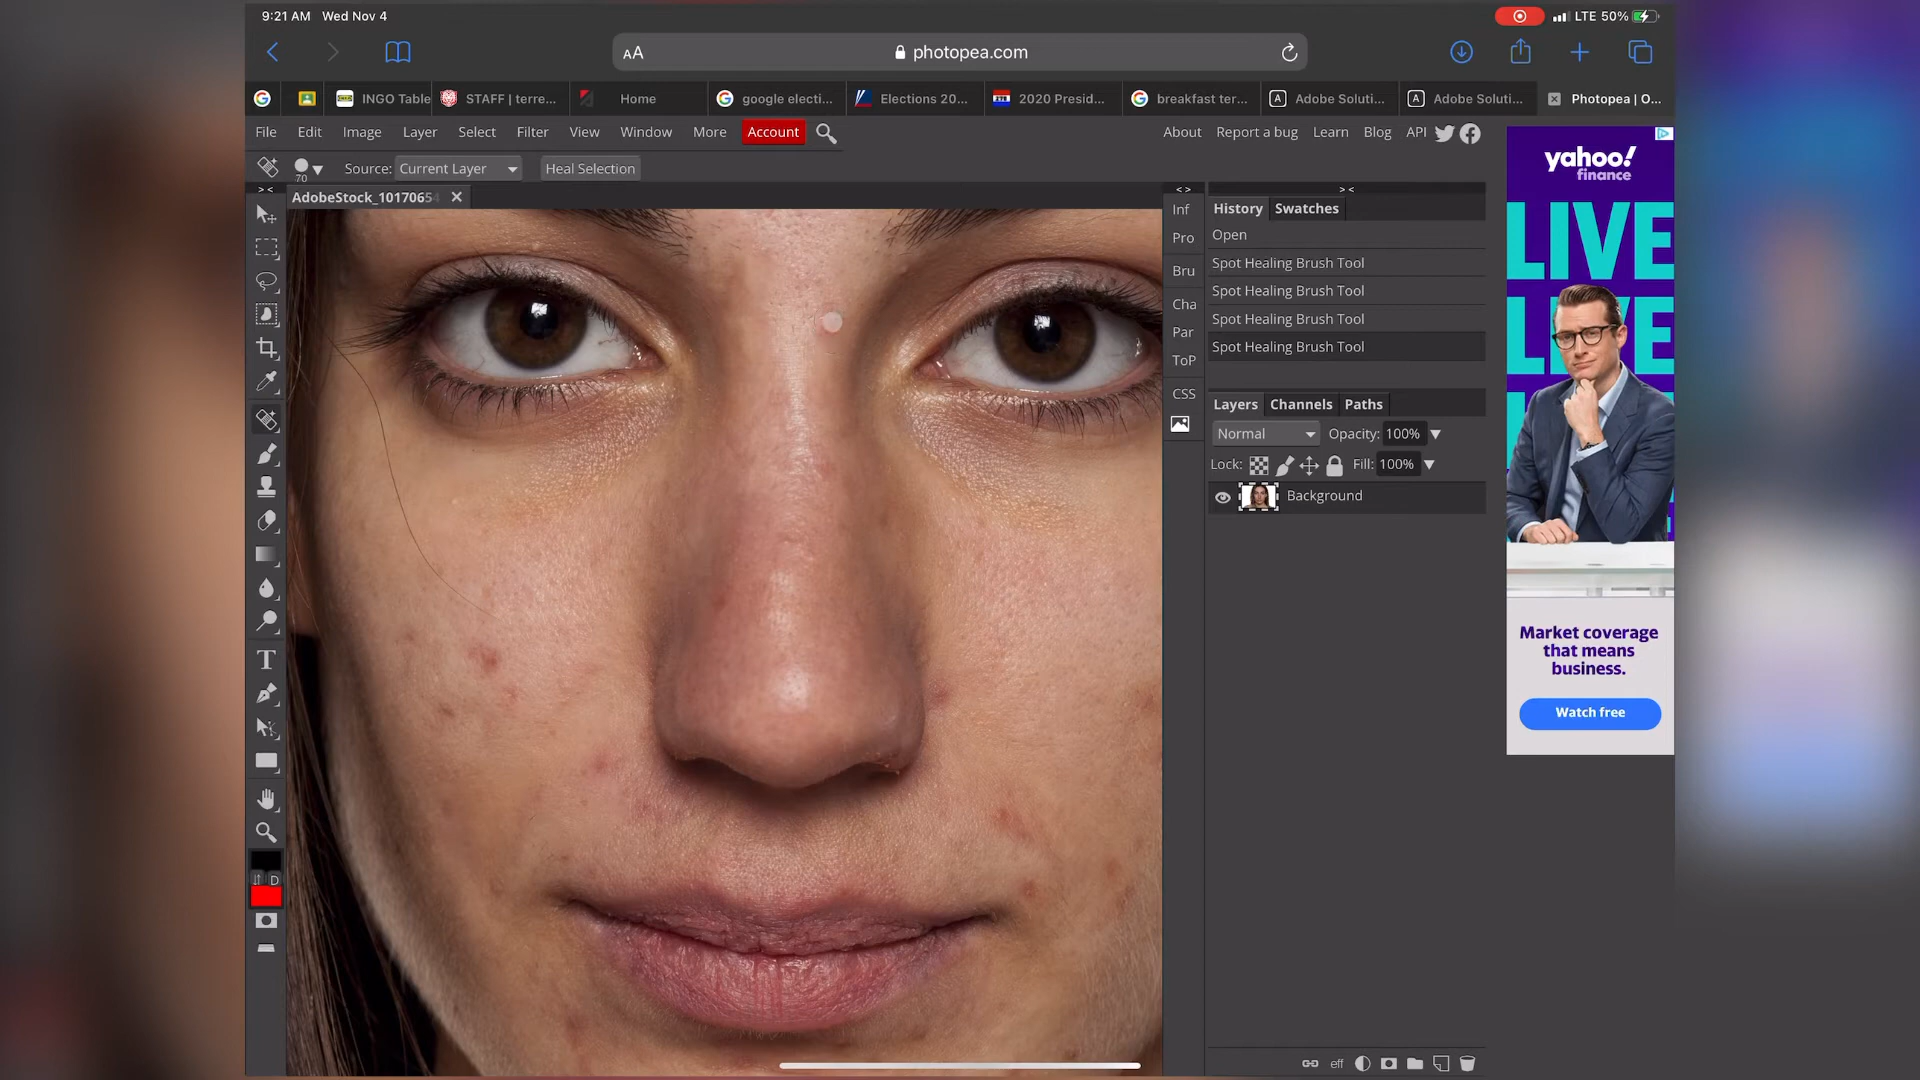 9:21 AM Wed Nov 4
LTE 50%
AA
photopea.com
INGO Table
STAFF | terre...
Home
google electi...
Elections 20...
2020 Presid...
breakfast ter...
Adobe Soluti...
Adobe Soluti...
Photopea | O...
File Edit Image Layer Select Filter View Window More Account
About Report a bug Learn Blog API
70
Source: Current Layer
Heal Selection
> <
AdobeStock_1017065
< >
> <
Inf
Pro
Bru
Cha
Par
ToP
CSS
History Swatches
Open
Spot Healing Brush Tool
Spot Healing Brush Tool
Spot Healing Brush Tool
Spot Healing Brush Tool
Layers Channels Paths
Normal Opacity: 100%
Lock: Fill: 100%
Background
D
eff
yahoo!
finance
LIVE
LIVE
Market coverage
that means
business.
Watch free